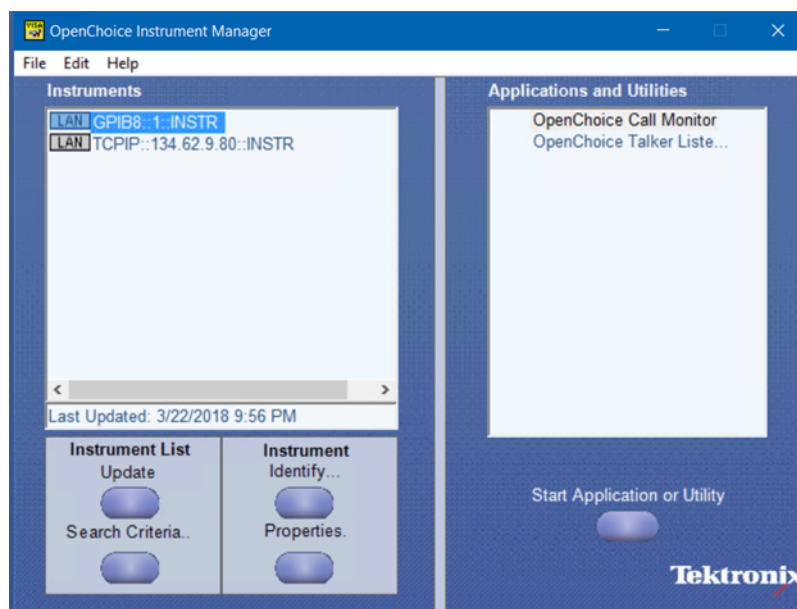 OpenChoice Instrument Manager
File Edit Help
Instruments
LAN GPIB8::1::INSTR
LAN TCPIP::134.62.9.80::INSTR
Last Updated: 3/22/2018 9:56 PM
Instrument List
Update
Search Criteria..
Instrument
Identify...
Properties.
Applications and Utilities
OpenChoice Call Monitor
OpenChoice Talker Liste...
Start Application or Utility
Tektronix